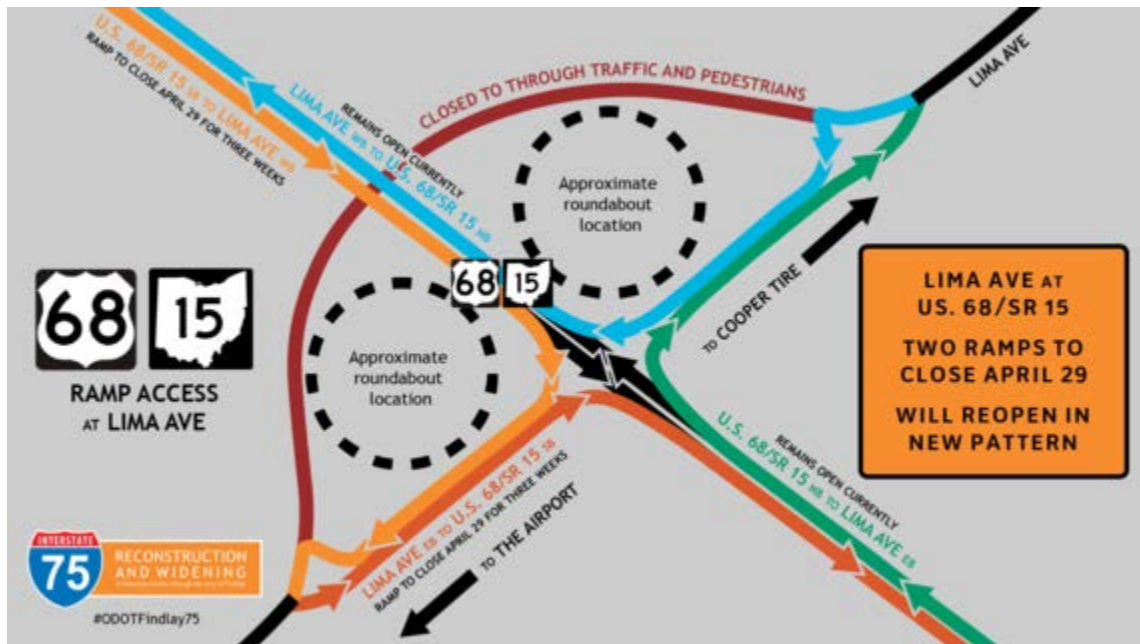 U.S. 68/SR 15 SB TO LIMA AVE WB
RAMP TO CLOSE APRIL 29 FOR THREE WEEKS
REMAINS OPEN CURRENTLY
LIMA AVE WB TO U.S. 68/SR 15 NB
CLOSED TO THROUGH TRAFFIC AND PEDESTRIANS
LIMA AVE
Approximate
roundabout
location
68 15
TO COOPER TIRE
68 15
RAMP ACCESS
AT LIMA AVE
Approximate
roundabout
location
LIMA AVE AT
US. 68/SR 15
TWO RAMPS TO
CLOSE APRIL 29
WILL REOPEN IN
NEW PATTERN
REMAINS OPEN CURRENTLY
U.S. 68/SR 15 NB TO LIMA AVE EB
LIMA AVE EB TO U.S. 68/SR 15 SB
RAMP TO CLOSE APRIL 29 FOR THREE WEEKS
TO THE AIRPORT
INTERSTATE
75
RECONSTRUCTION
AND WIDENING
#ODOTFindlay75